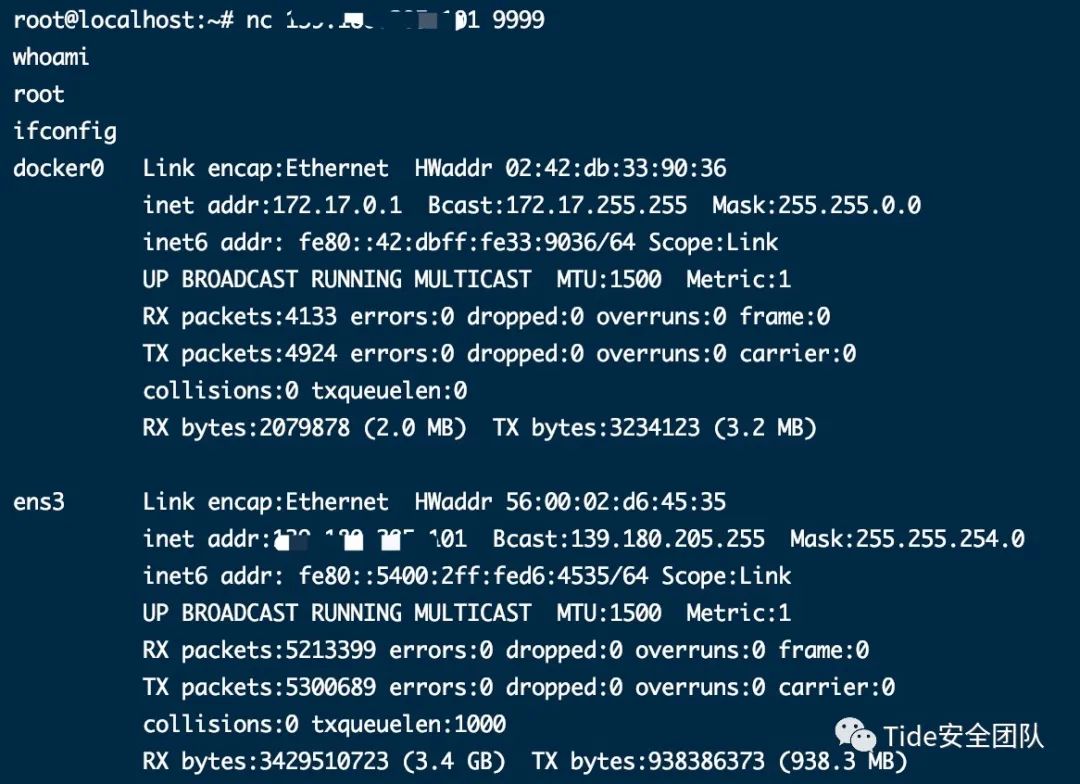 root@localhost:~# nc 101 9999
whoami
root
ifconfig
docker0   Link encap:Ethernet  HWaddr 02:42:db:33:90:36
          inet addr:172.17.0.1  Bcast:172.17.255.255  Mask:255.255.0.0
          inet6 addr: fe80::42:dbff:fe33:9036/64 Scope:Link
          UP BROADCAST RUNNING MULTICAST  MTU:1500  Metric:1
          RX packets:4133 errors:0 dropped:0 overruns:0 frame:0
          TX packets:4924 errors:0 dropped:0 overruns:0 carrier:0
          collisions:0 txqueuelen:0
          RX bytes:2079878 (2.0 MB)  TX bytes:3234123 (3.2 MB)
ens3      Link encap:Ethernet  HWaddr 56:00:02:d6:45:35
          inet addr: 101  Bcast:139.180.205.255  Mask:255.255.254.0
          inet6 addr: fe80::5400:2ff:fed6:4535/64 Scope:Link
          UP BROADCAST RUNNING MULTICAST  MTU:1500  Metric:1
          RX packets:5213399 errors:0 dropped:0 overruns:0 frame:0
          TX packets:5300689 errors:0 dropped:0 overruns:0 carrier:0
          collisions:0 txqueuelen:1000
          RX bytes:3429510723 (3.4 GB)  TX bytes:938386373 (938.3 MB)
Tide安全团队